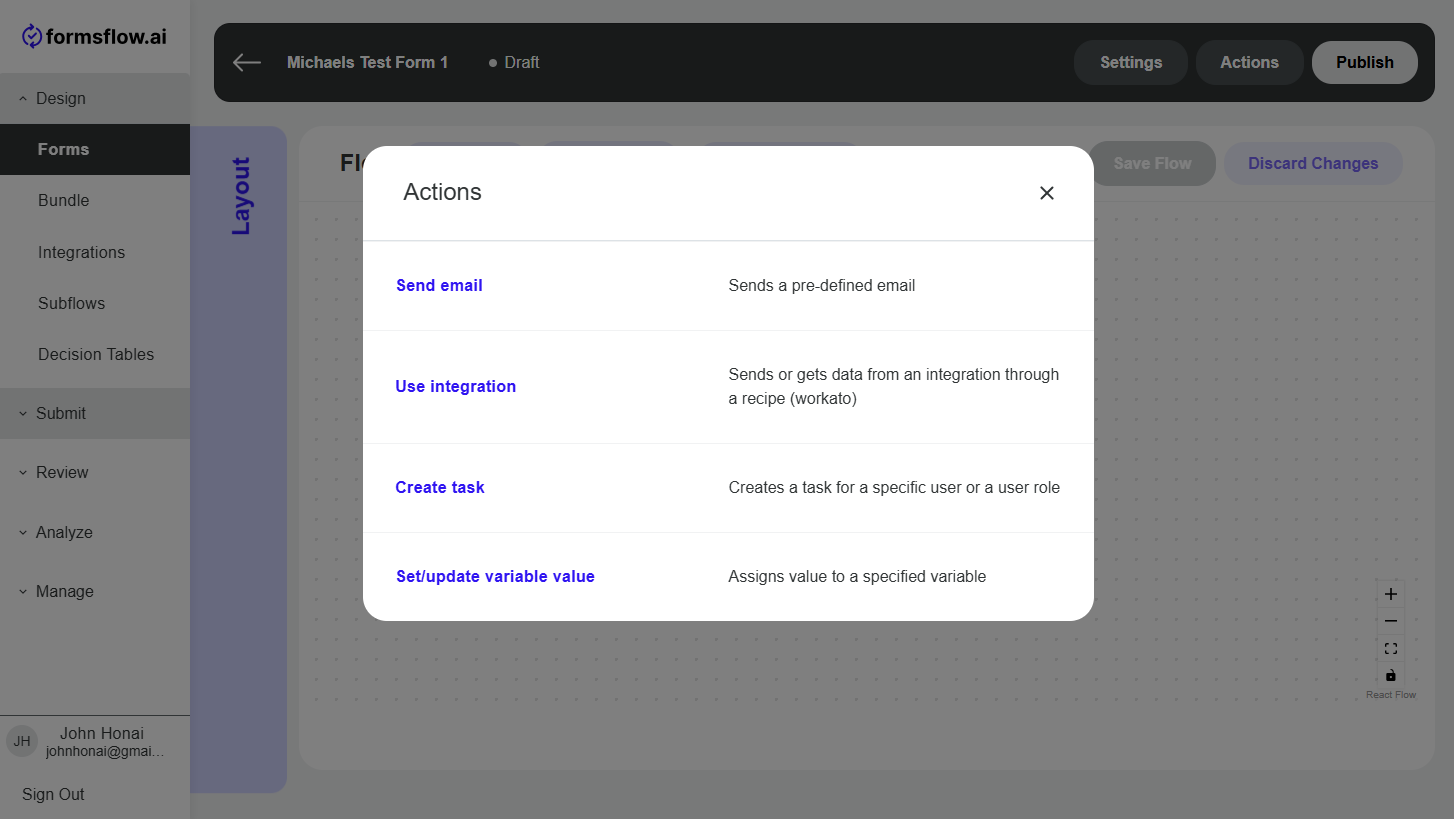 formsflow.ai
Design
Forms
Bundle
Integrations
Subflows
Decision Tables
Submit
Review
Analyze
Manage
JH
John Honai
johnhonai@gmai...
Sign Out
Michaels Test Form 1
Draft
Settings
Actions
Publish
Layout
Save Flow
Discard Changes
Actions
Send email
Sends a pre-defined email
Use integration
Sends or gets data from an integration through
a recipe (workato)
Create task
Creates a task for a specific user or a user role
Set/update variable value
Assigns value to a specified variable
React Flow